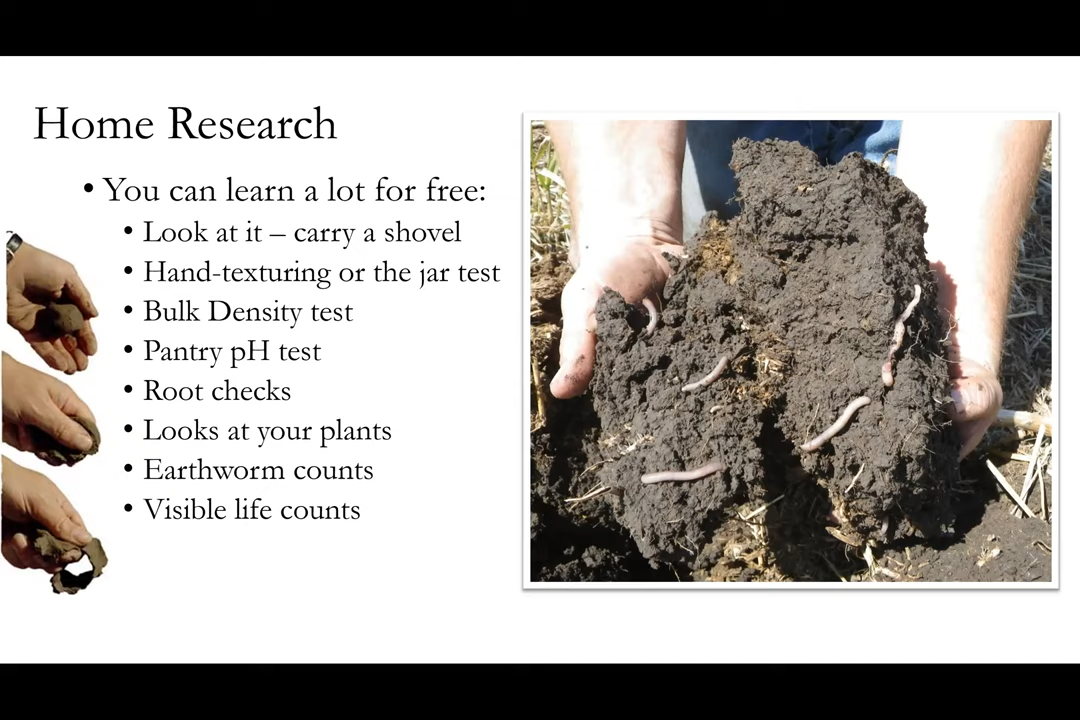 Home Research
• You can learn a lot for free:
• Look at it – carry a shovel
• Hand-texturing or the jar test
• Bulk Density test
• Pantry pH test
• Root checks
• Looks at your plants
• Earthworm counts
• Visible life counts